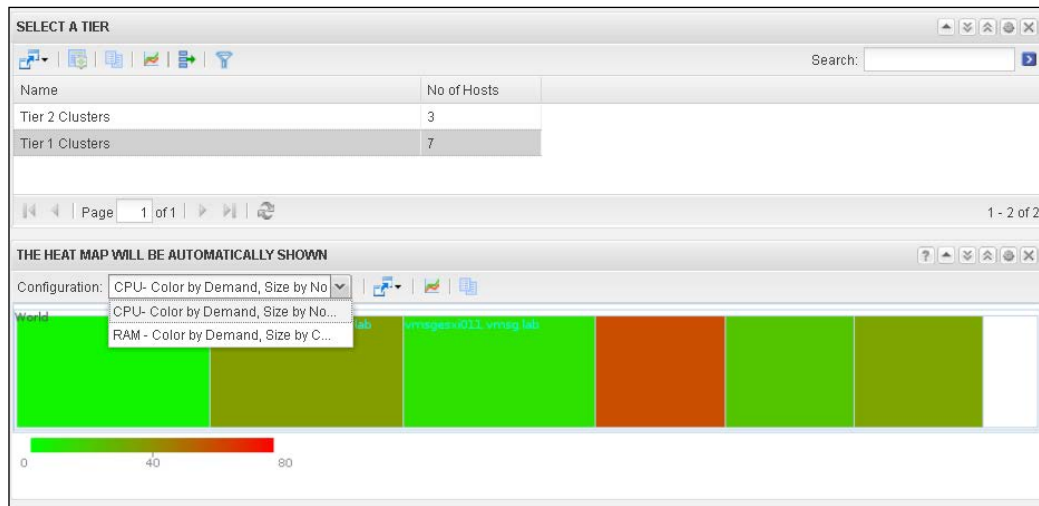 SELECT A TIER
Search:
Name No of Hosts
Tier 2 Clusters 3
Tier 1 Clusters 7
Page 1 of 1 1 - 2 of 2
THE HEAT MAP WILL BE AUTOMATICALLY SHOWN
Configuration: CPU- Color by Demand, Size by No
CPU- Color by Demand, Size by No...
RAM - Color by Demand, Size by C...
World lab vmsgesxi011.vmsg.lab
0 40 80